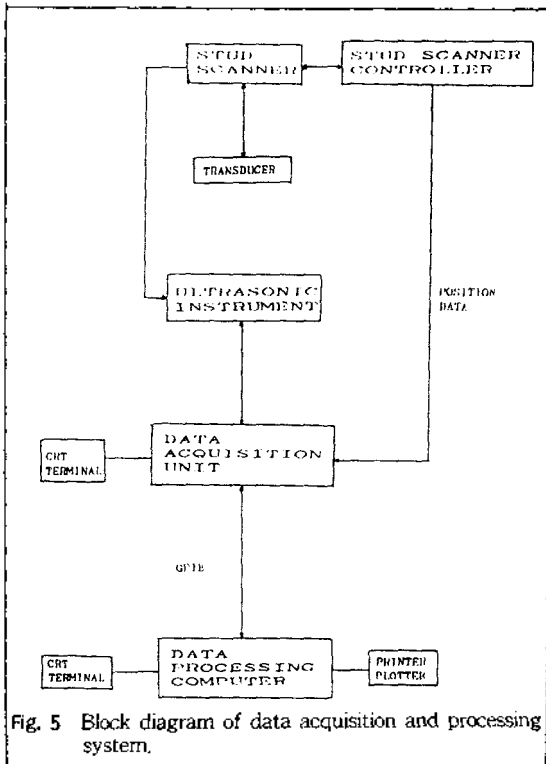 STUD
SCANNER
STUD SCANNER
CONTROLLER
TRANSDUCER
ULTRASONIC
INSTRUMENT
POSITION
DATA
CRT
TERMINAL
DATA
ACQUISITION
UNIT
GPIB
CRT
TERMINAL
DATA
PROCESSING
COMPUTER
PRINTER
PLOTTER
Fig. 5 Block diagram of data acquisition and processing
system.